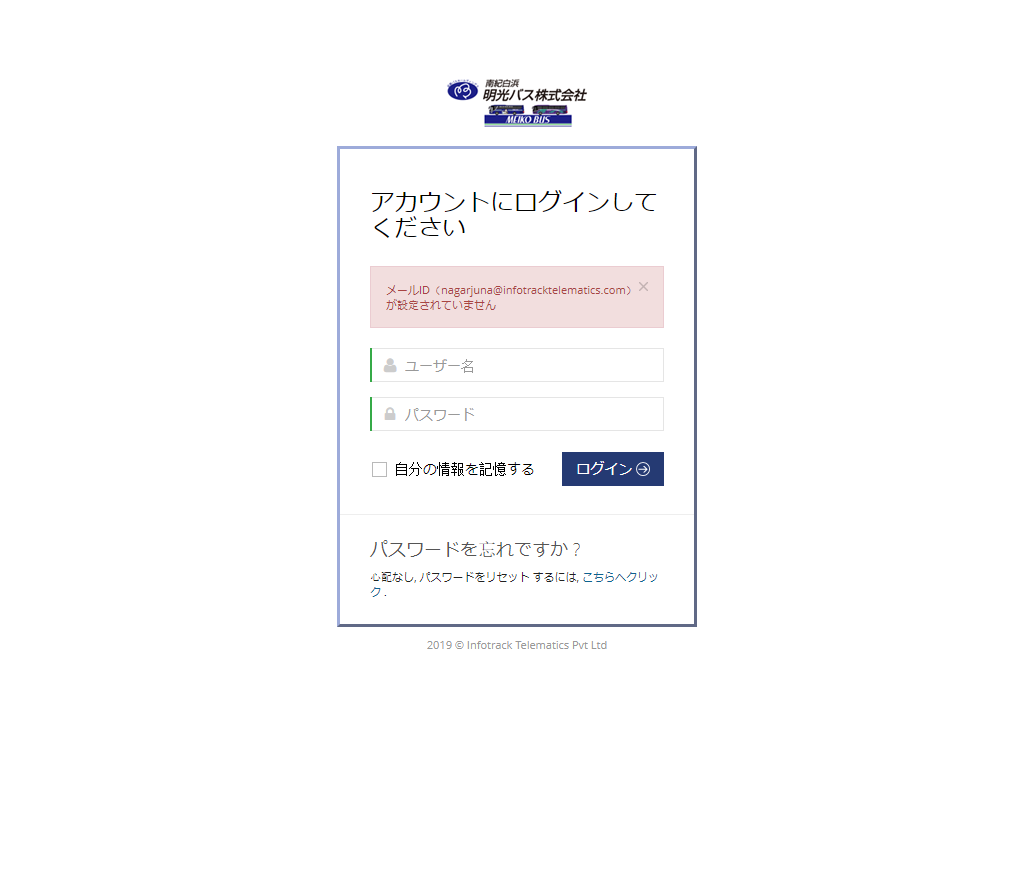 南紀白浜
明光バス株式会社
MEIKO BUS
アカウントにログインして
ください
メールID（nagarjuna@infotracktelematics.com）
が設定されていません
×
ユーザー名
パスワード
自分の情報を記憶する
ログイン
パスワードを忘れですか ?
心配なし, パスワードをリセット するには, こちらへクリッ
ク .
2019 © Infotrack Telematics Pvt Ltd